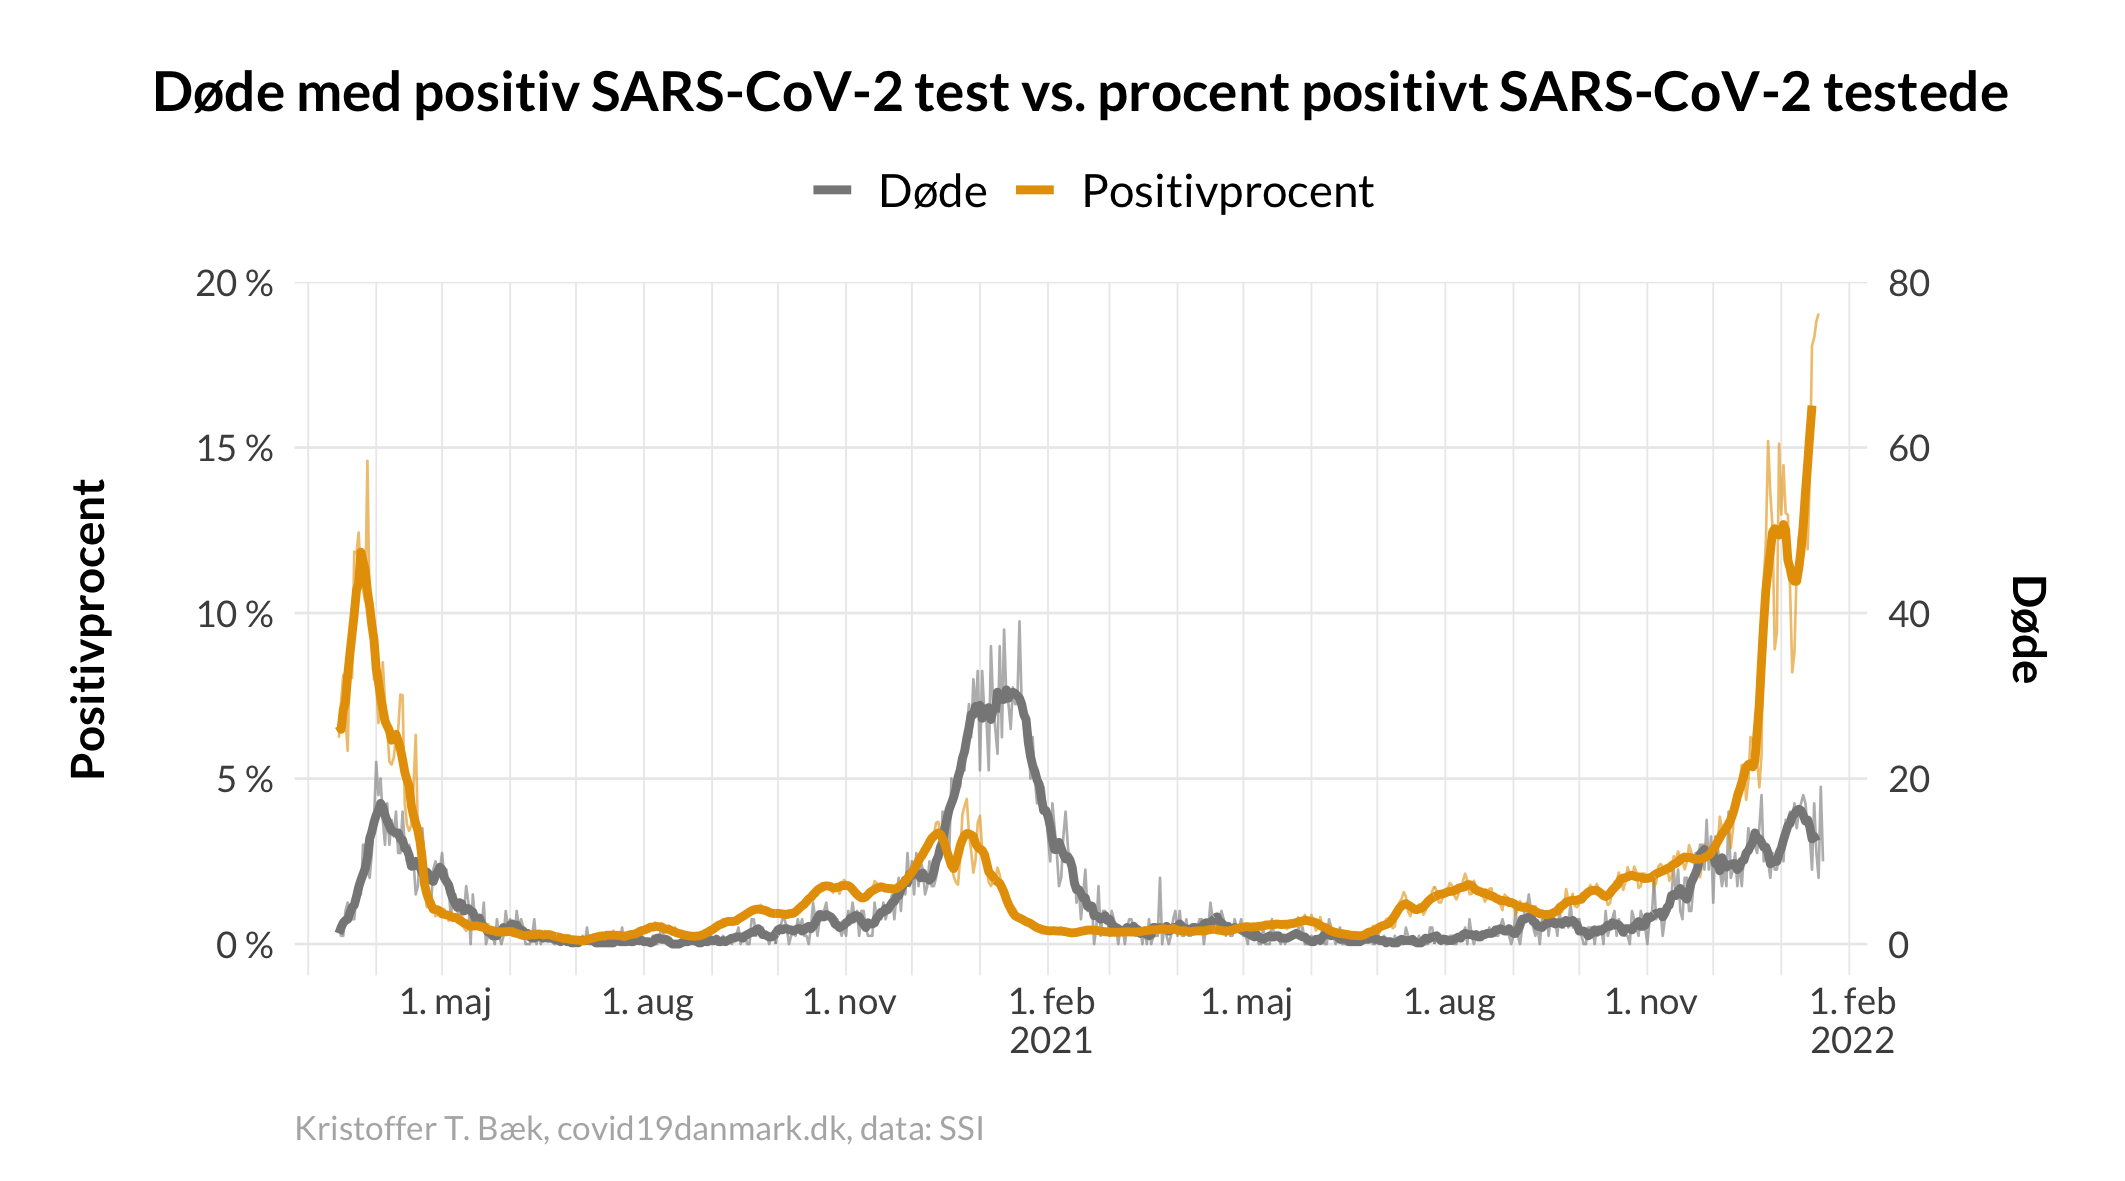 Døde med positiv SARS-CoV-2 test vs. procent positivt SARS-CoV-2 testede
Døde Positivprocent
20 % 80
15 % 60
10 % 40
5 % 20
0 % 0
Positivprocent
Døde
1. maj 1. aug 1. nov 1. feb 1. maj 1. aug 1. nov 1. feb
2021 2022
Kristoffer T. Bæk, covid19danmark.dk, data: SSI